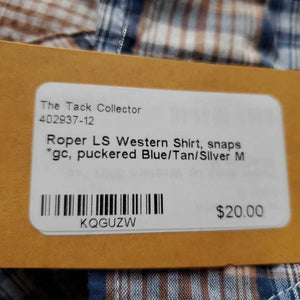 The Tack Collector
402937-12
Roper LS Western Shirt, snaps
*gc, puckered Blue/Tan/Silver M
KQGUZW
$20.00